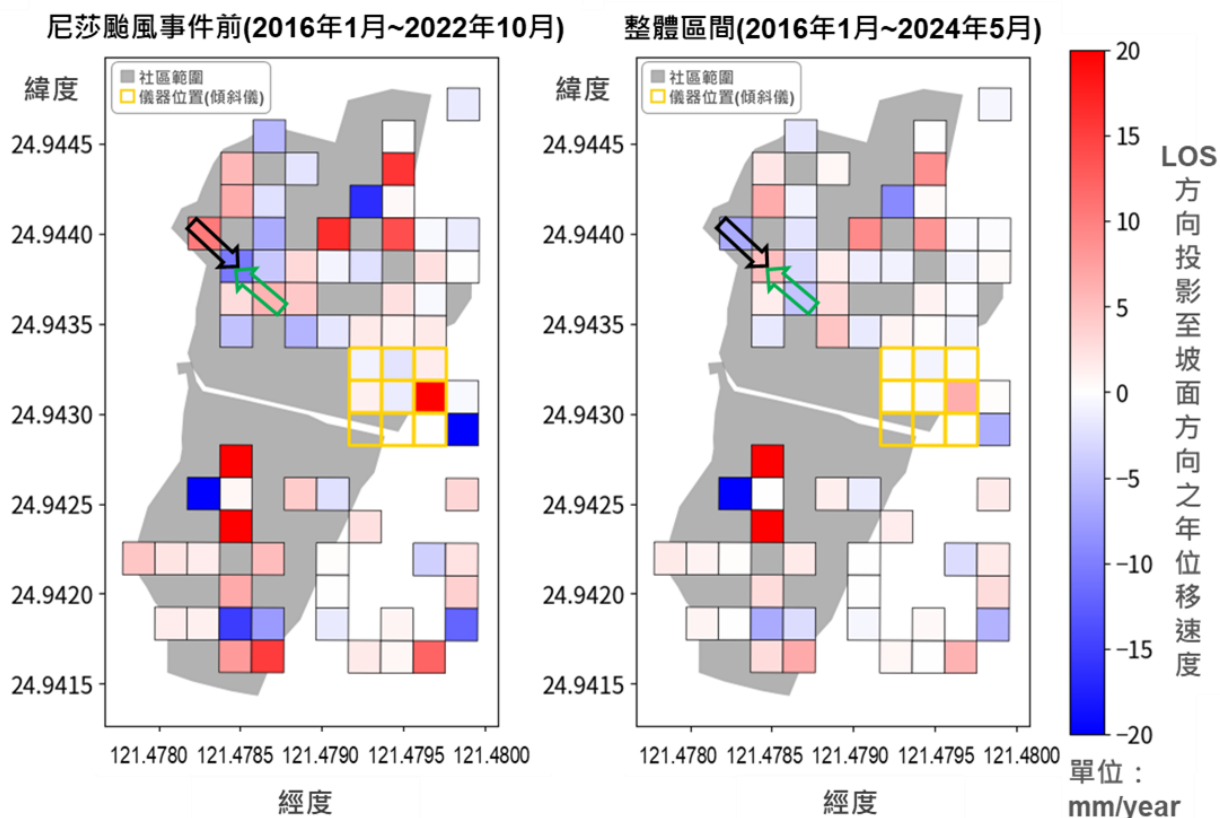 尼莎颱風事件前(2016年1月~2022年10月)
緯度
社區範圍
儀器位置(傾斜儀)
24.9445
24.9440
24.9435
24.9430
24.9425
24.9420
24.9415
121.4780 121.4785 121.4790 121.4795 121.4800
經度
整體區間(2016年1月~2024年5月)
緯度
社區範圍
儀器位置(傾斜儀)
24.9445
24.9440
24.9435
24.9430
24.9425
24.9420
24.9415
121.4780 121.4785 121.4790 121.4795 121.4800
經度
20
15
10
5
0
−5
−10
−15
−20
LOS
方
向
投
影
至
坡
面
方
向
之
年
位
移
速
度
單位：
mm/year